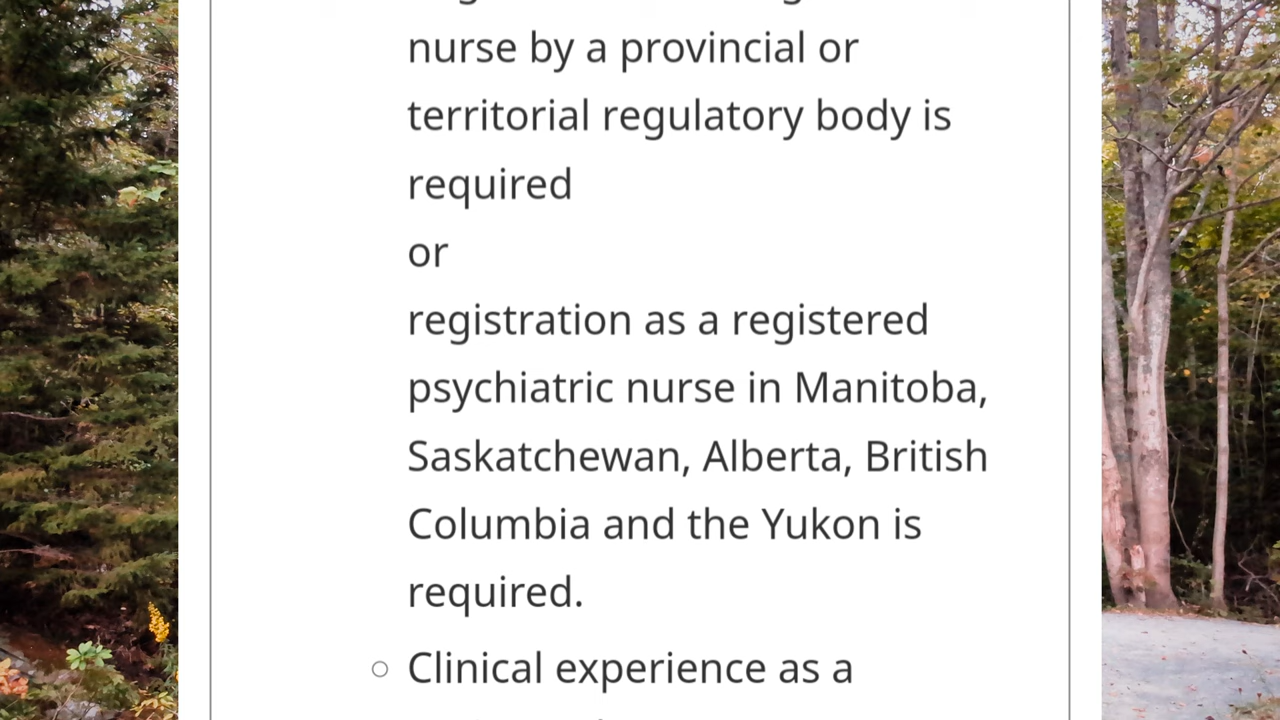 nurse by a provincial or
territorial regulatory body is
required
or
registration as a registered
psychiatric nurse in Manitoba,
Saskatchewan, Alberta, British
Columbia and the Yukon is
required.
Clinical experience as a